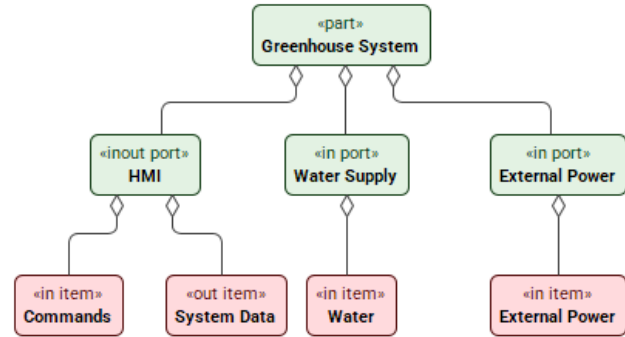 «part»
Greenhouse System
«inout port»
HMI
«in port»
Water Supply
«in port»
External Power
«in item»
Commands
«out item»
System Data
«in item»
Water
«in item»
External Power